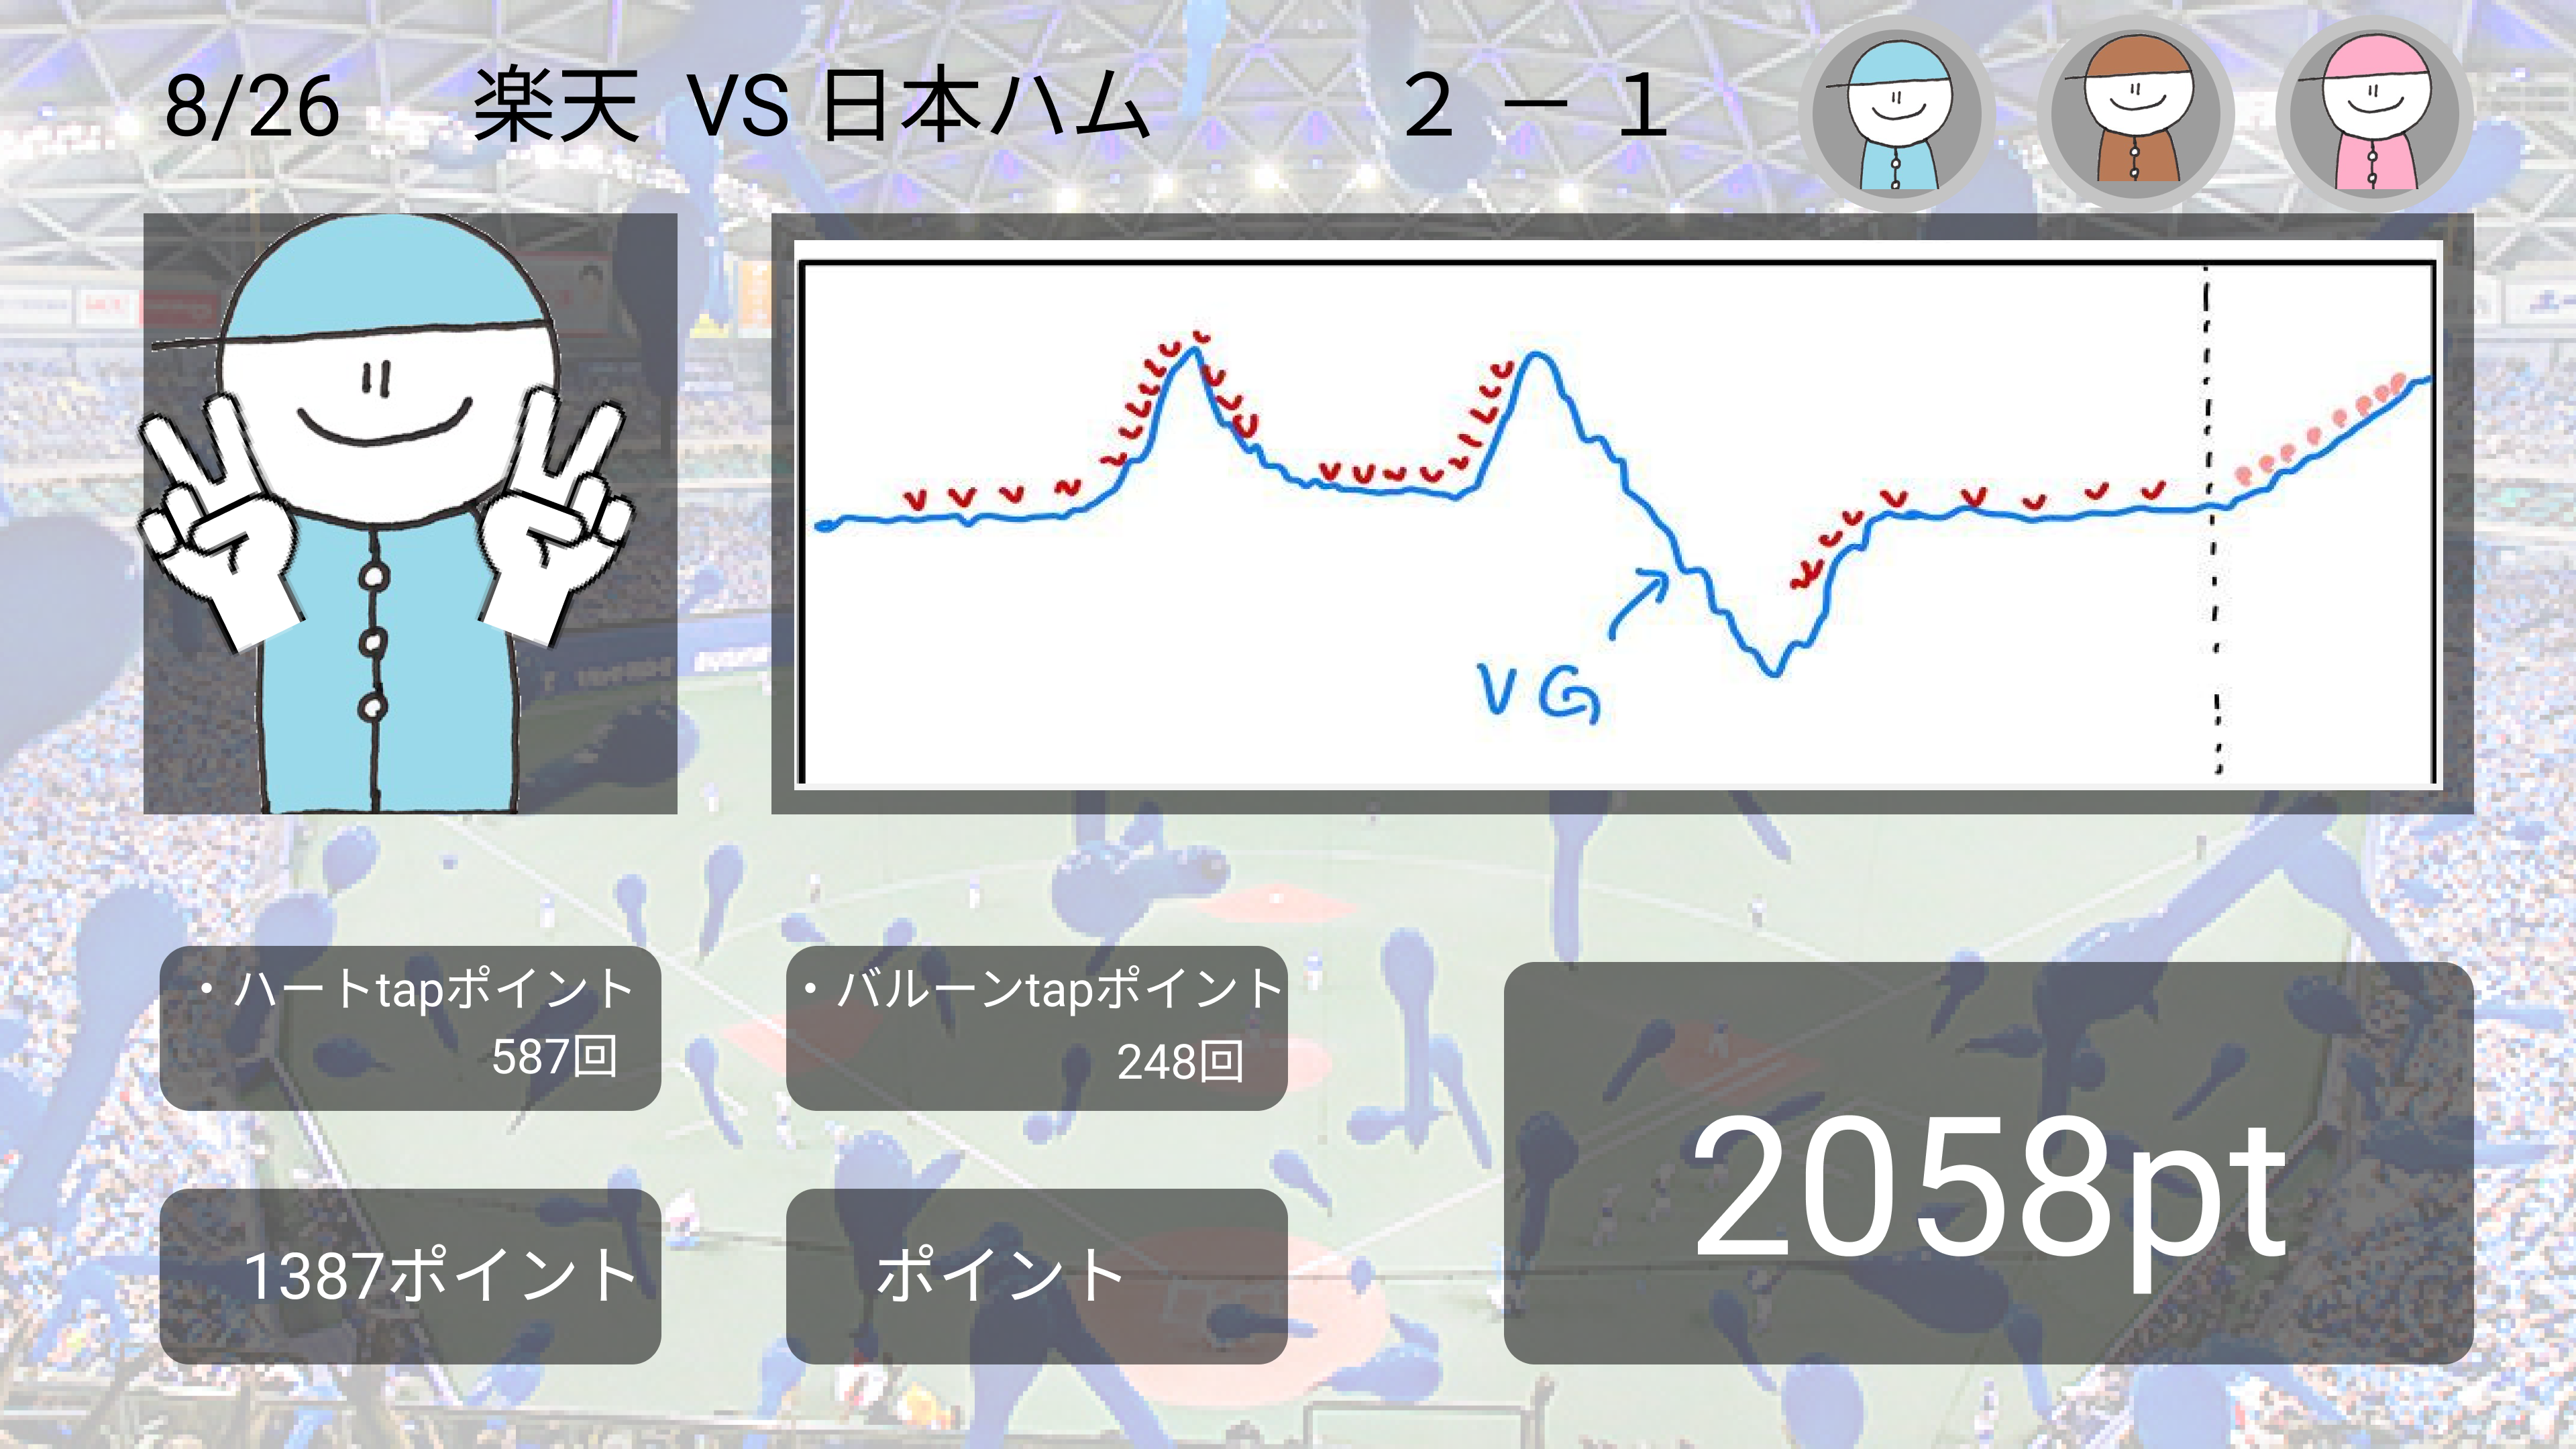 8/26 楽天 VS 日本ハム ２－１
VG
・ハートtapポイント
587回
・バルーンtapポイント
248回
1387ポイント
ポイント
2058pt